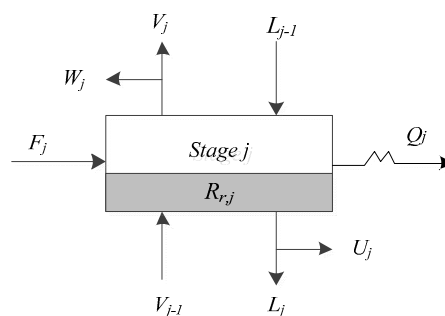 V_j
L_{j-1}
W_j
F_j
Stage j
Q_j
R_{r,j}
U_j
V_{j-1}
L_j